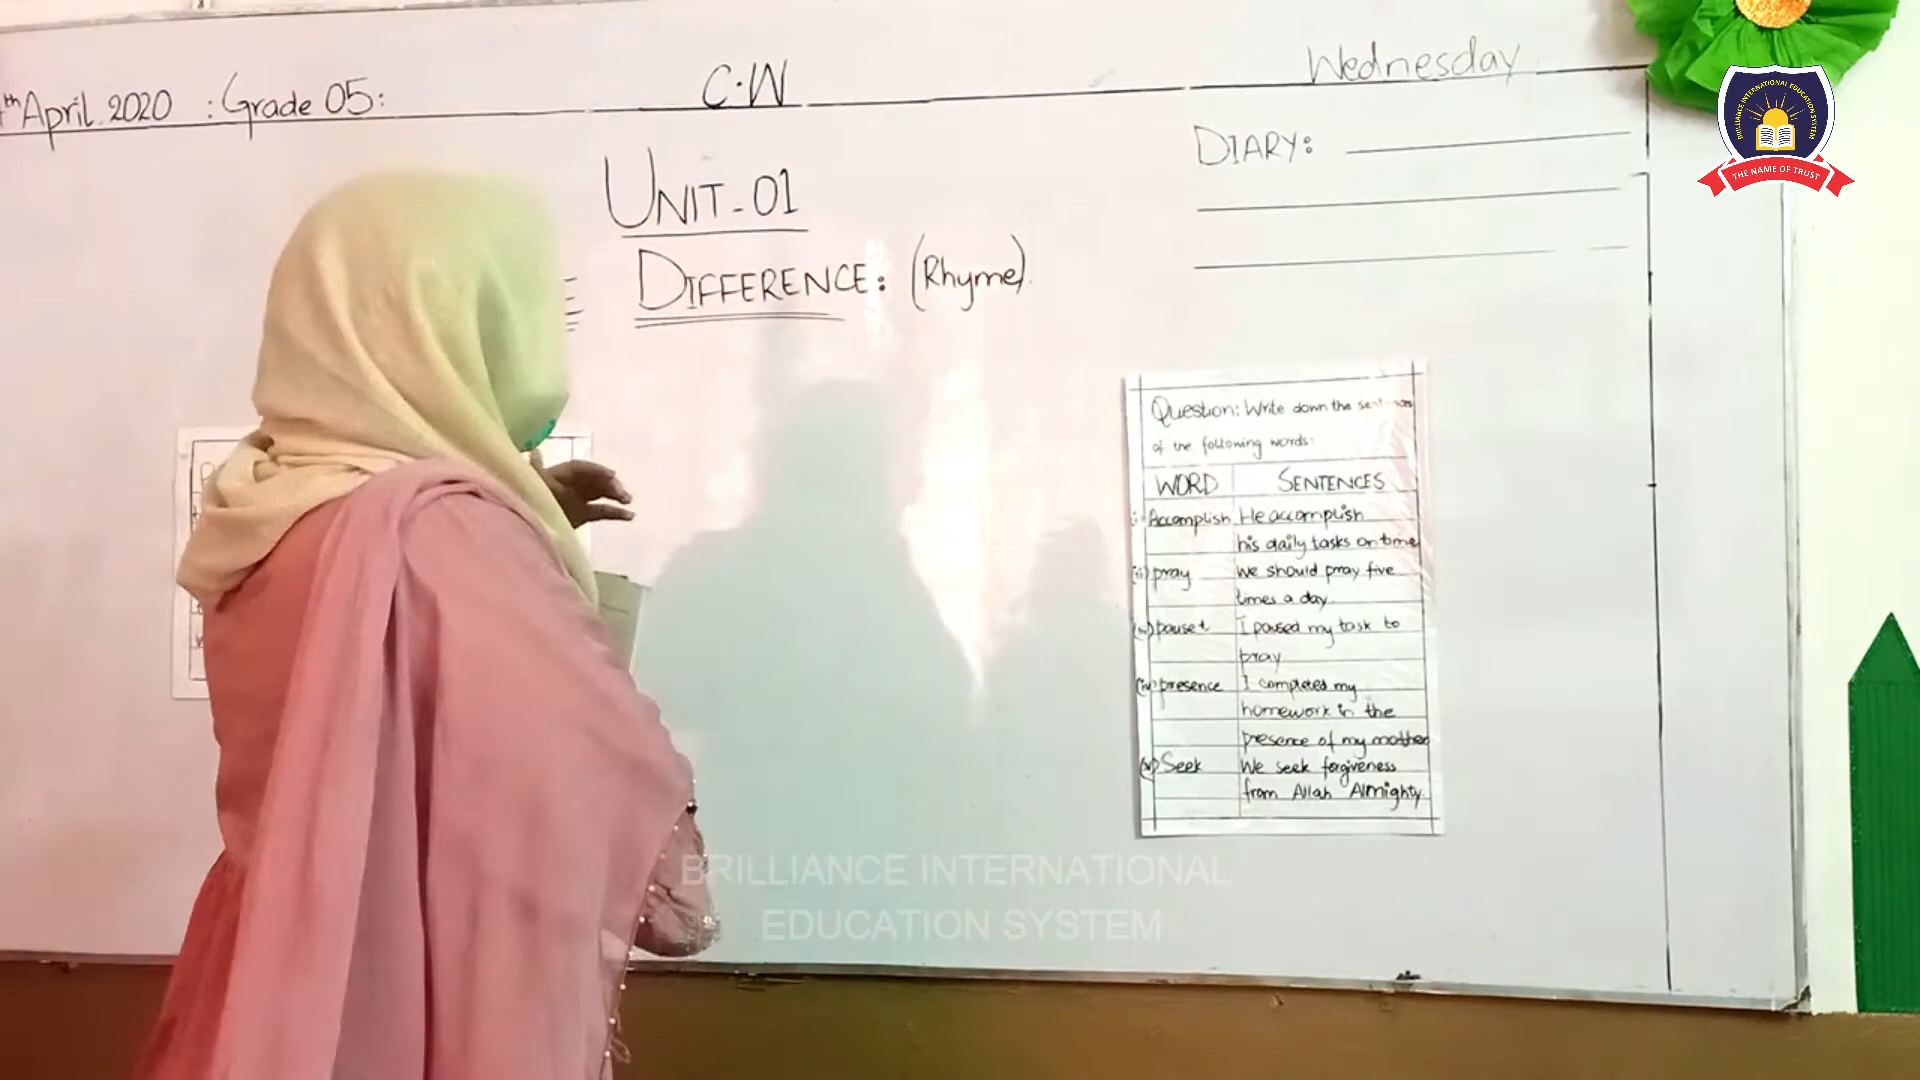 April. 2020 : Grade 05:
C.W
Wednesday
DIARY:
UNIT-01
DIFFERENCE: (Rhyme).
Question: Write down the sentences
of the following words:
WORD SENTENCES
Accomplish He accomplish
his daily tasks on time
pray We should pray five
times a day
I paused my task to
pray
presence I completed my
homework in the
presence of my mother
Seek We seek forgiveness
from Allah Almighty.
BRILLIANCE INTERNATIONAL EDUCATION SYSTEM
THE NAME OF TRUST
BRILLIANCE INTERNATIONAL
EDUCATION SYSTEM